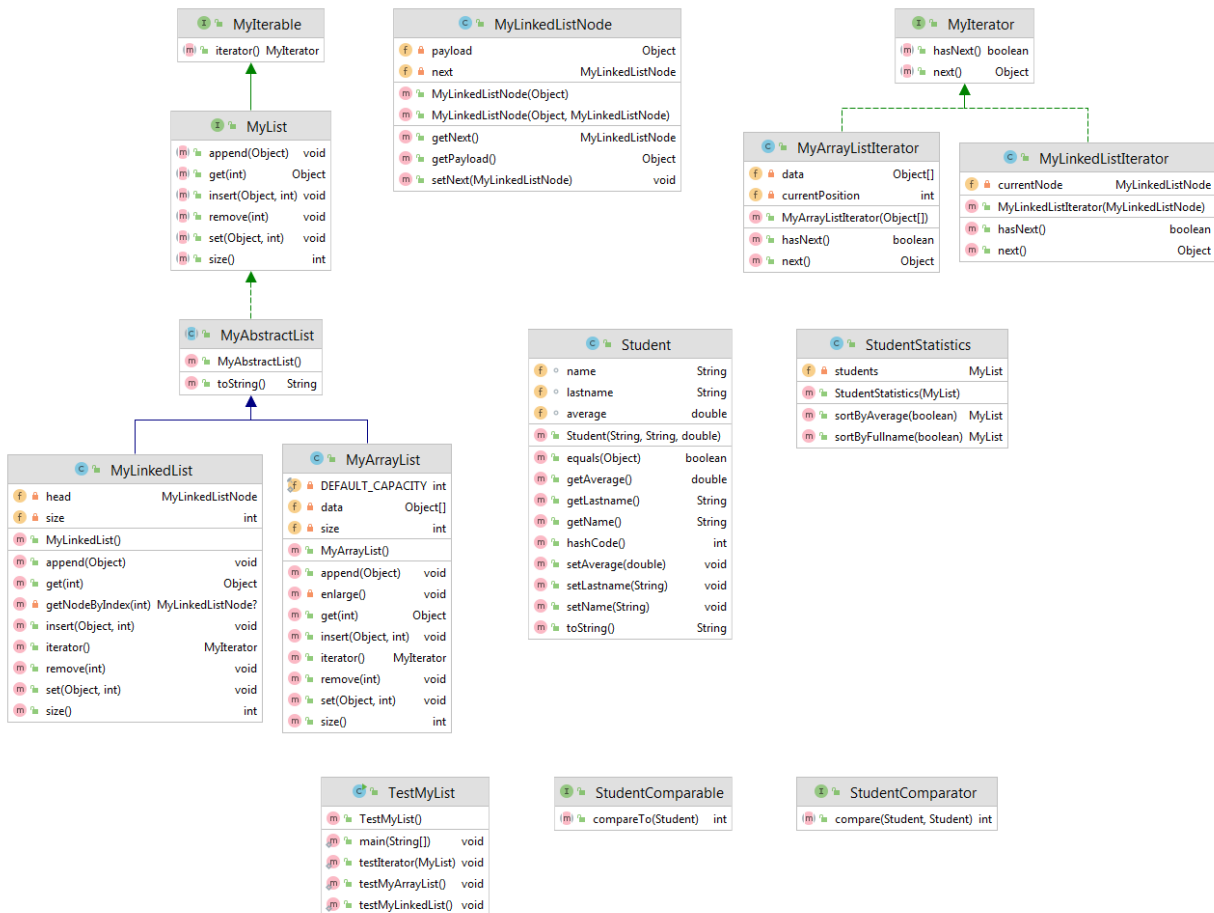 MyIterable
iterator() MyIterator
MyList
append(Object) void
get(int) Object
insert(Object, int) void
remove(int) void
set(Object, int) void
size() int
MyAbstractList
MyAbstractList()
toString() String
MyLinkedList
head MyLinkedListNode
size int
MyLinkedList()
append(Object) void
get(int) Object
getNodeByIndex(int) MyLinkedListNode?
insert(Object, int) void
iterator() MyIterator
remove(int) void
set(Object, int) void
size() int
MyArrayList
DEFAULT_CAPACITY int
data Object[]
size int
MyArrayList()
append(Object) void
enlarge() void
get(int) Object
insert(Object, int) void
iterator() MyIterator
remove(int) void
set(Object, int) void
size() int
MyLinkedListNode
payload Object
next MyLinkedListNode
MyLinkedListNode(Object)
MyLinkedListNode(Object, MyLinkedListNode)
getNext() MyLinkedListNode
getPayload() Object
setNext(MyLinkedListNode) void
MyIterator
hasNext() boolean
next() Object
MyArrayListIterator
data Object[]
currentPosition int
MyArrayListIterator(Object[])
hasNext() boolean
next() Object
MyLinkedListIterator
currentNode MyLinkedListNode
MyLinkedListIterator(MyLinkedListNode)
hasNext() boolean
next() Object
Student
name String
lastname String
average double
Student(String, String, double)
equals(Object) boolean
getAverage() double
getLastname() String
getName() String
hashCode() int
setAverage(double) void
setLastname(String) void
setName(String) void
toString() String
StudentStatistics
students MyList
StudentStatistics(MyList)
sortByAverage(boolean) MyList
sortByFullname(boolean) MyList
TestMyList
TestMyList()
main(String[]) void
testIterator(MyList) void
testMyArrayList() void
testMyLinkedList() void
StudentComparable
compareTo(Student) int
StudentComparator
compare(Student, Student) int